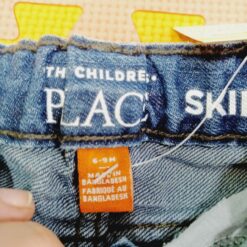 TH CHILDRE
PLAC SKI
6-9M
MADE IN
BANGLADESH
FABRIQUÉ AU
BANGLADESH